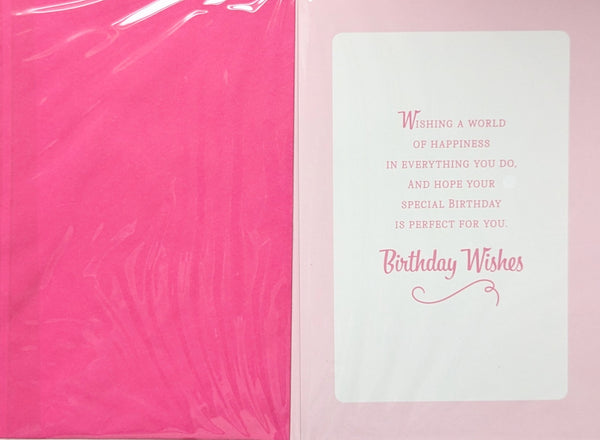 Wishing a world
of happiness
in everything you do,
And hope your
special Birthday
is perfect for you.
Birthday Wishes